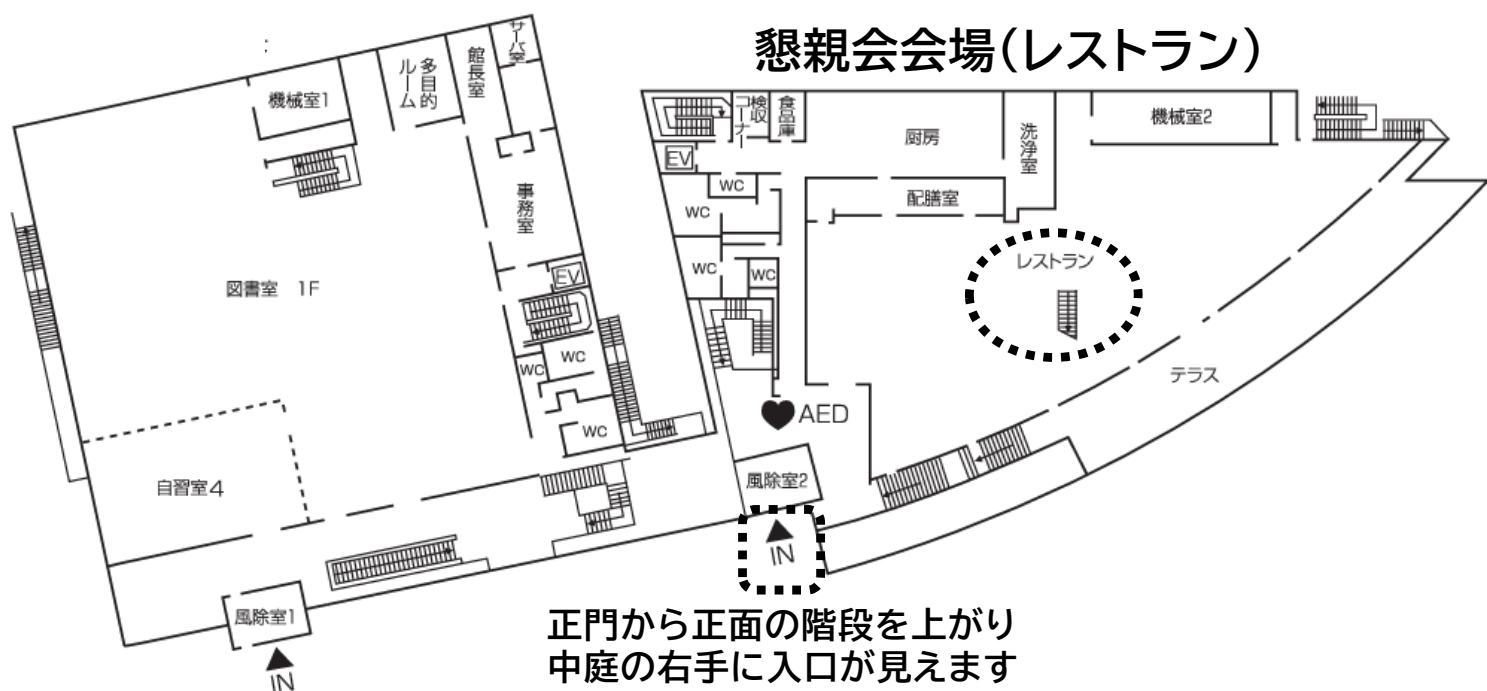 懇親会会場(レストラン)
サーバ室
館長室
多目的
ルーム
機械室1
事務室
EV
図書室 1F
WC
WC
WC
自習室4
風除室1
IN
検収
コーナー
食品庫
厨房
洗浄室
機械室2
EV
WC
WC
配膳室
WC
WC
レストラン
テラス
AED
風除室2
IN
正門から正面の階段を上がり
中庭の右手に入口が見えます